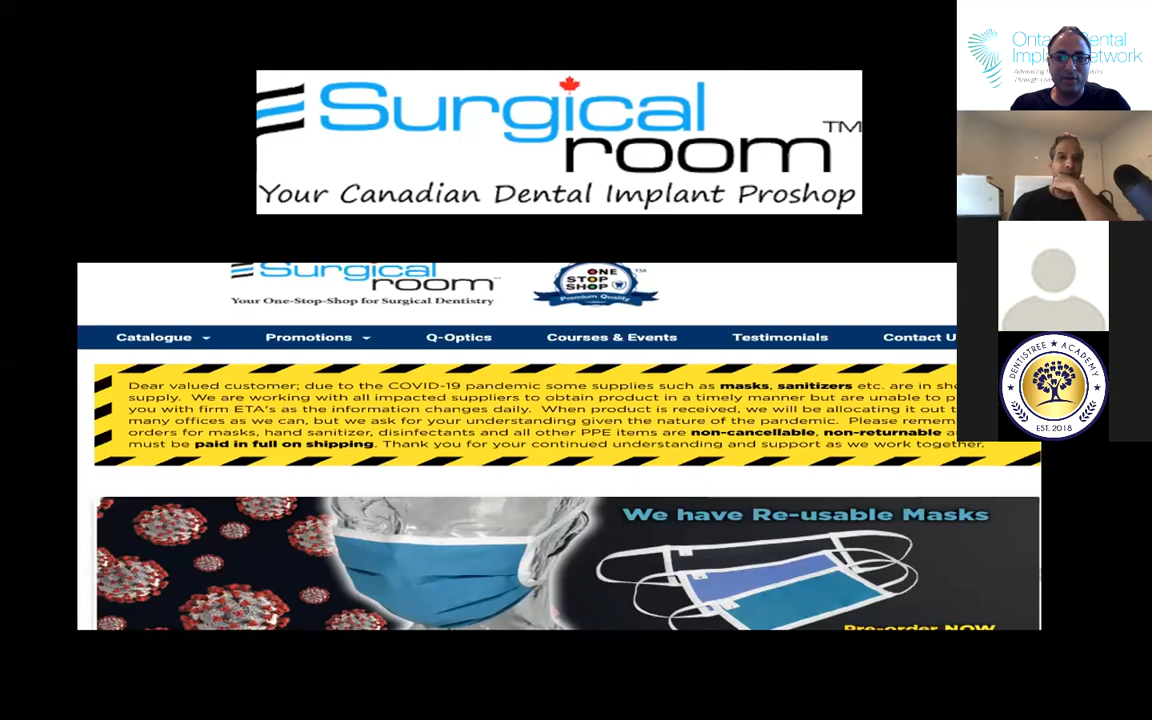 Surgical
room™
Your Canadian Dental Implant Proshop
Surgical
room
Your One-Stop-Shop for Surgical Dentistry
ONE
STOP
SHOP
TM
Premium Quality
Catalogue
Promotions
Q-Optics
Courses & Events
Testimonials
Contact U
Dear valued customer; due to the COVID-19 pandemic some supplies such as masks, sanitizers etc. are in sh
supply. We are working with all impacted suppliers to obtain product in a timely manner but are unable to p
you with firm ETA's as the information changes daily. When product is received, we will be allocating it out t
many offices as we can, but we ask for your understanding given the nature of the pandemic. Please remem
orders for masks, hand sanitizer, disinfectants and all other PPE items are non-cancellable, non-returnable a
must be paid in full on shipping. Thank you for your continued understanding and support as we work together.
We have Re-usable Masks
Pre-order NOW
Onta Dental
Impla etwork
Advancing
Through Liv
DENTISTREE ★ ACADEMY
EST. 2018